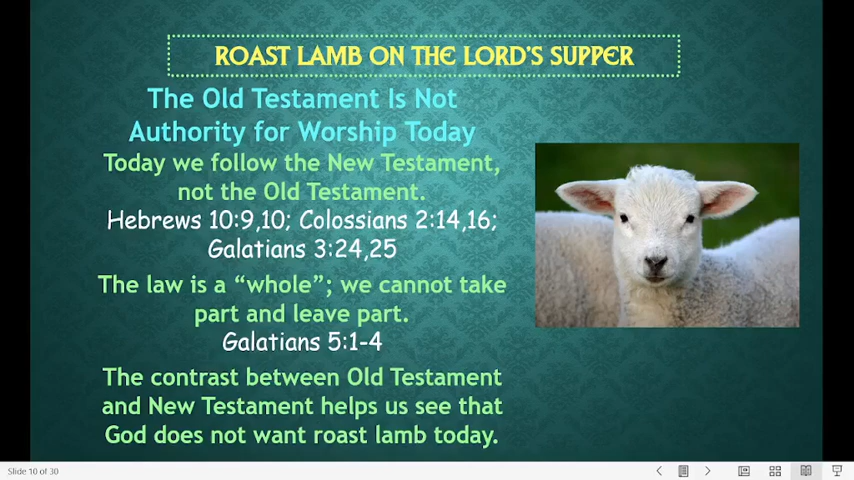 ROAST LAMB ON THE LORD'S SUPPER
The Old Testament Is Not
Authority for Worship Today
Today we follow the New Testament,
not the Old Testament.
Hebrews 10:9,10; Colossians 2:14,16;
Galatians 3:24,25
The law is a “whole”; we cannot take
part and leave part.
Galatians 5:1-4
The contrast between Old Testament
and New Testament helps us see that
God does not want roast lamb today.
Slide 10 of 30